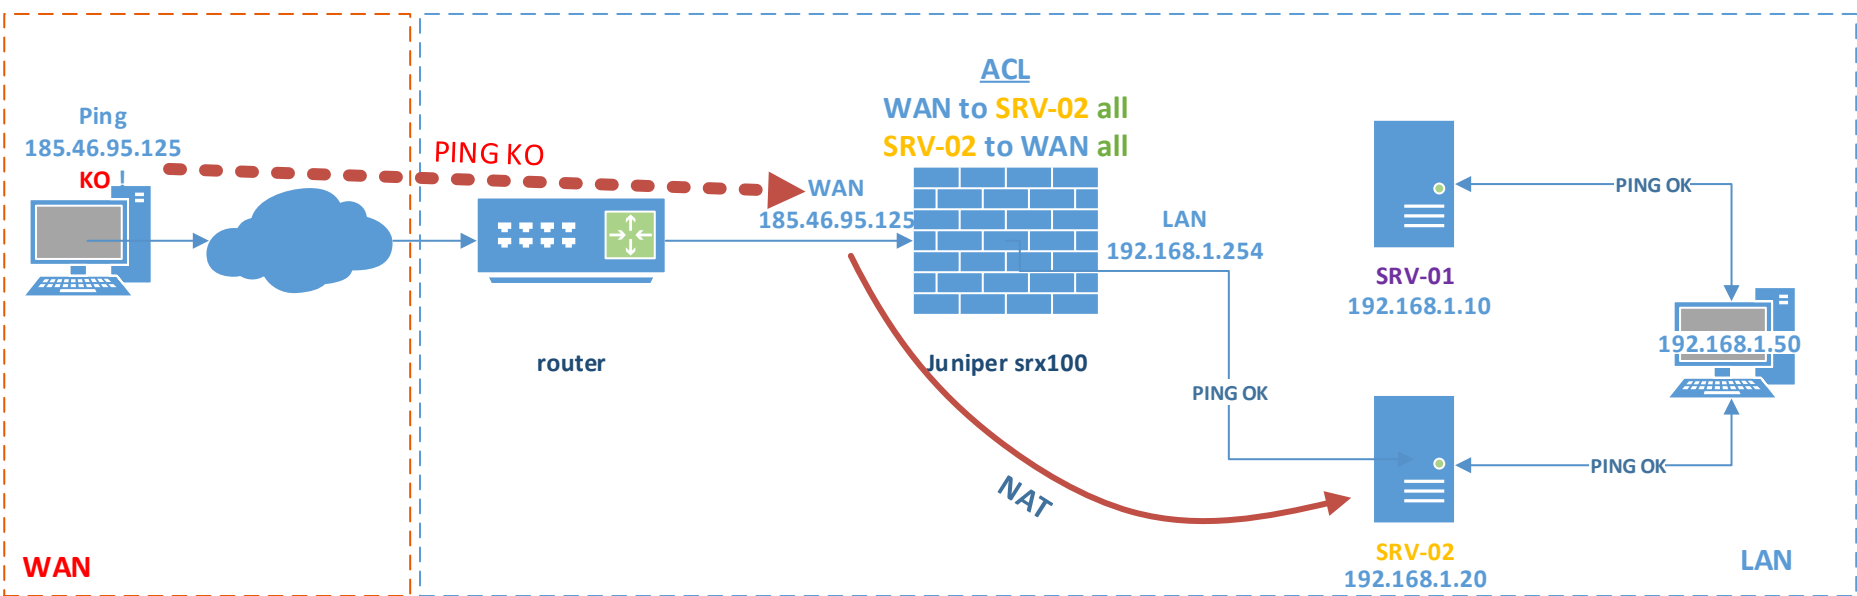 ACL
WAN to SRV-02 all
SRV-02 to WAN all
Ping
185.46.95.125
KO !
PING KO
WAN
185.46.95.125
LAN
192.168.1.254
PING OK
SRV-01
192.168.1.10
192.168.1.50
router
Juniper srx100
PING OK
PING OK
NAT
SRV-02
192.168.1.20
WAN
LAN